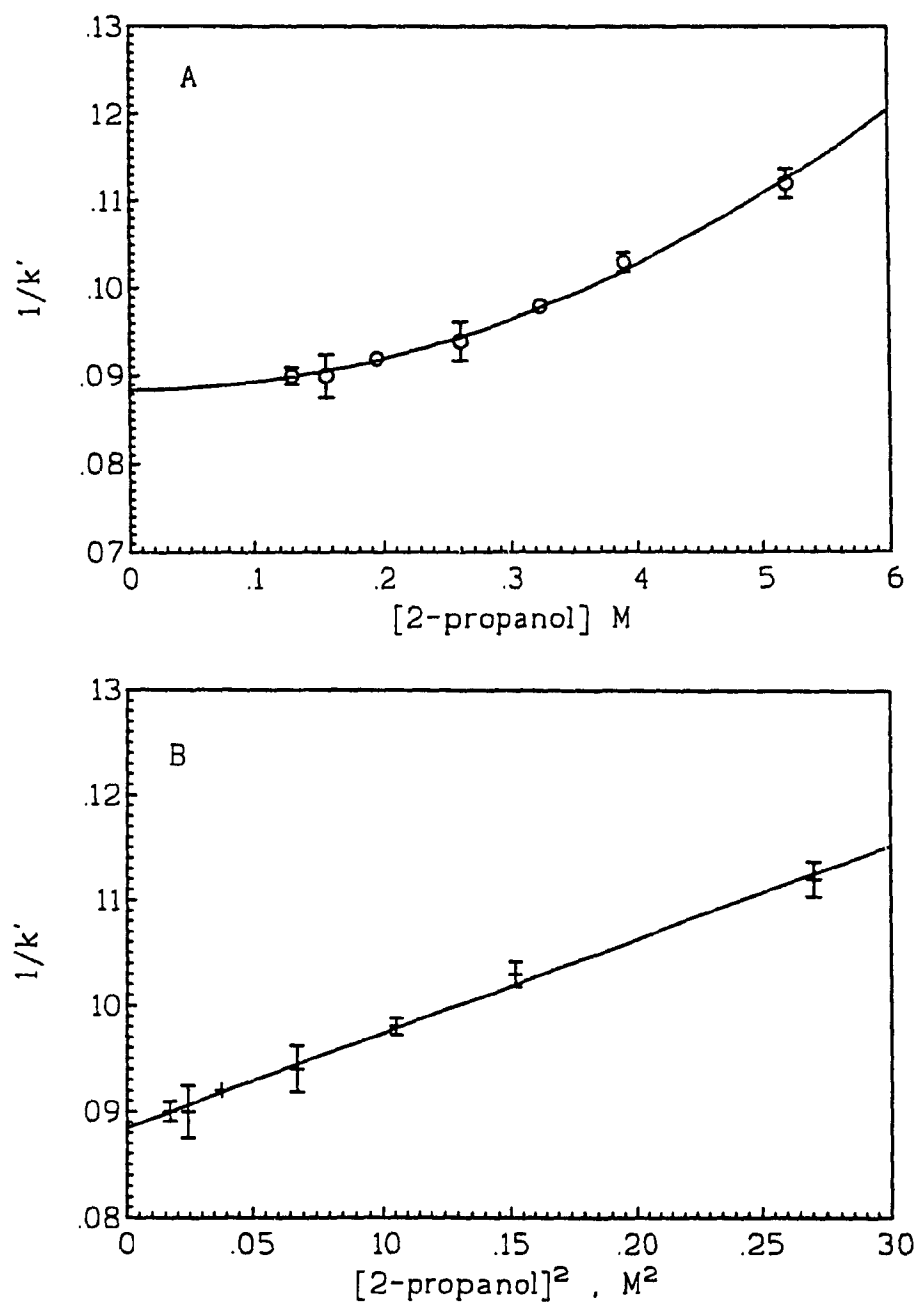 .13
A
12
.11
1/k'
.10
.09
.08
07
0 .1 .2 .3 .4 5 6
[2-propanol] M
13
B
.12
11
1/k'
10
09
.08
0 .05 10 .15 .20 .25 30
[2-propanol]² , M²